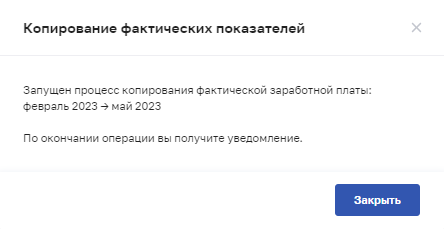 Копирование фактических показателей
Запущен процесс копирования фактической заработной платы:
февраль 2023 → май 2023
По окончании операции вы получите уведомление.
Закрыть